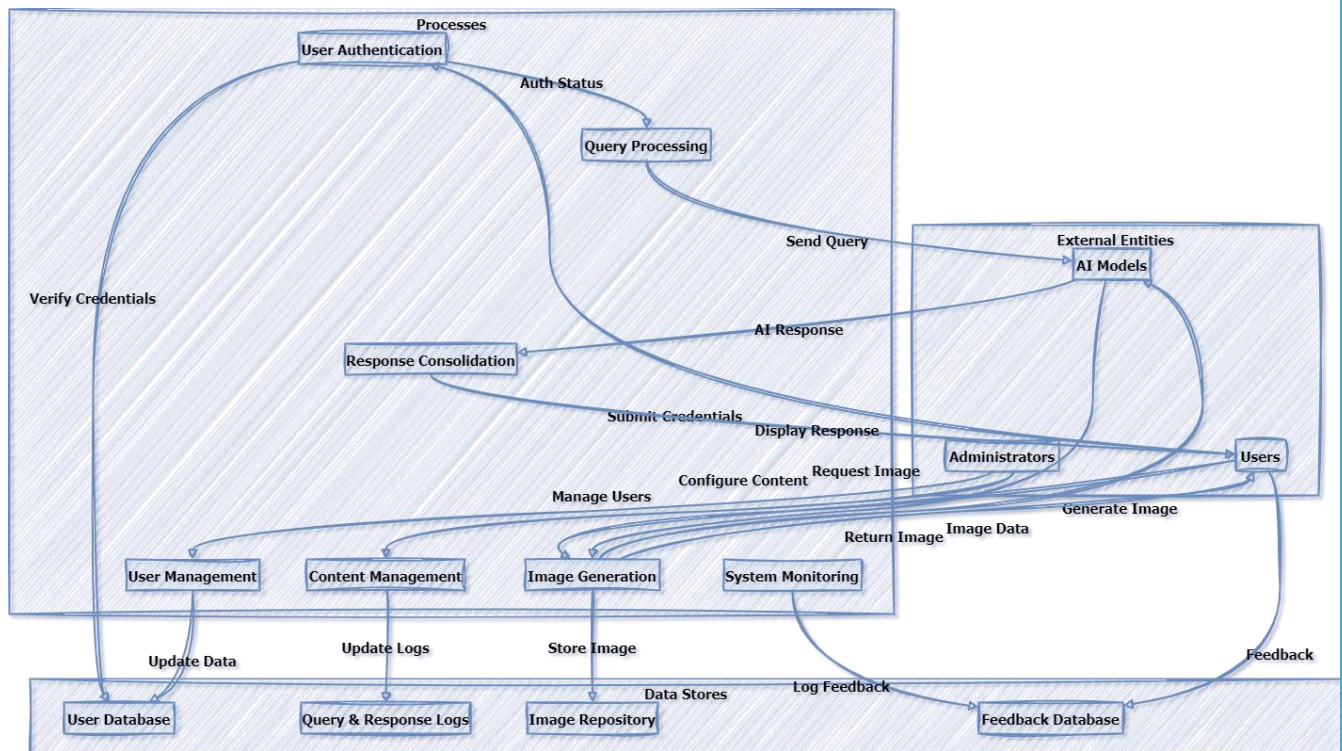 Processes
User Authentication
Auth Status
Query Processing
Send Query
External Entities
AI Models
Verify Credentials
AI Response
Response Consolidation
Submit Credentials
Display Response
Administrators
Users
Request Image
Configure Content
Manage Users
Generate Image
Image Data
Return Image
User Management
Content Management
Image Generation
System Monitoring
Update Data
Update Logs
Store Image
Feedback
Log Feedback
Data Stores
User Database
Query & Response Logs
Image Repository
Feedback Database